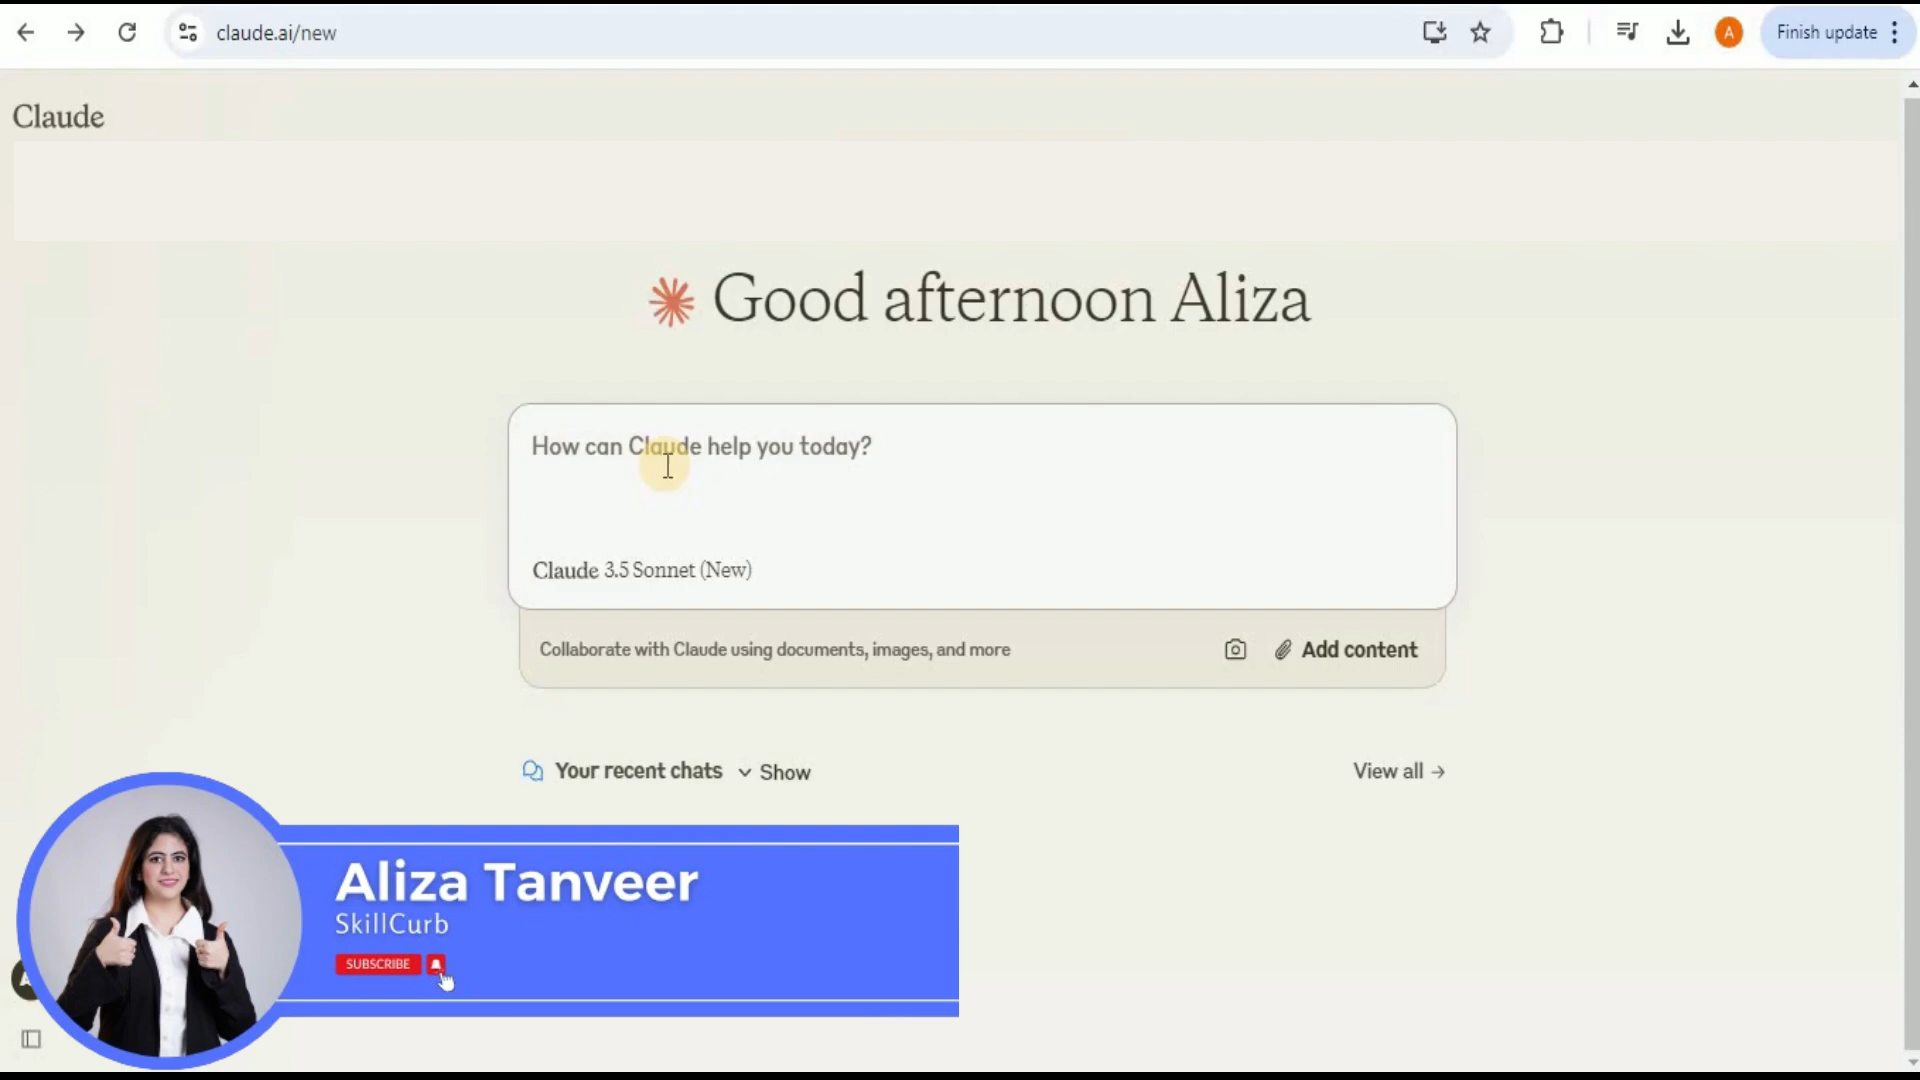 claude.ai/new
A
Finish update
Claude
Good afternoon Aliza
How can Claude help you today?
Claude 3.5 Sonnet (New)
Collaborate with Claude using documents, images, and more
Add content
Your recent chats
Show
View all →
Aliza Tanveer
SkillCurb
SUBSCRIBE